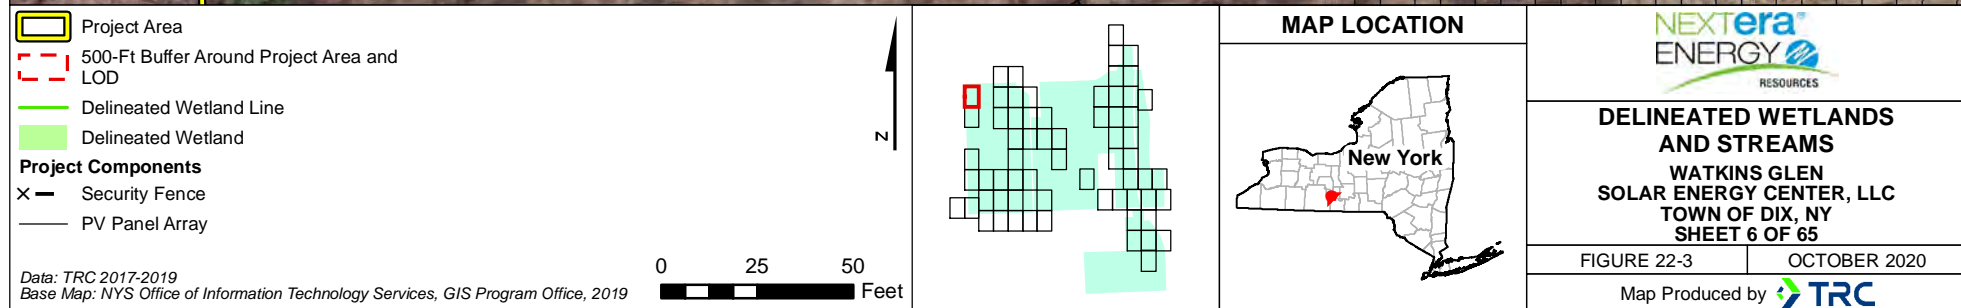 Project Area
500-Ft Buffer Around Project Area and
LOD
Delineated Wetland Line
Delineated Wetland
Project Components
Security Fence
PV Panel Array
Data: TRC 2017-2019
Base Map: NYS Office of Information Technology Services, GIS Program Office, 2019
N
0 25 50
Feet
MAP LOCATION
New York
NEXTera
ENERGY
RESOURCES
DELINEATED WETLANDS
AND STREAMS
WATKINS GLEN
SOLAR ENERGY CENTER, LLC
TOWN OF DIX, NY
SHEET 6 OF 65
FIGURE 22-3
OCTOBER 2020
Map Produced by TRC